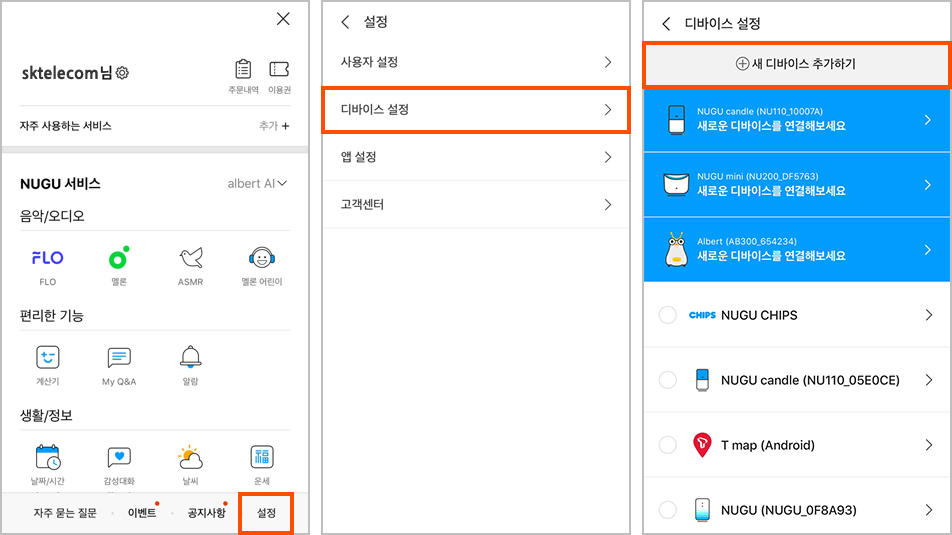 sktelecom님
주문내역 이용권
자주 사용하는 서비스 추가 +
NUGU 서비스 albert AI
음악/오디오
FLO
FLO 멜론 ASMR 멜론 어린이
편리한 기능
계산기 My Q&A 알람
생활/정보
福
날짜/시간 감성대화 날씨 운세
자주 묻는 질문 · 이벤트 · 공지사항 설정
설정
사용자 설정
디바이스 설정
앱 설정
고객센터
디바이스 설정
새 디바이스 추가하기
NUGU candle (NU110_10007A)
새로운 디바이스를 연결해보세요
NUGU mini (NU200_DF5763)
새로운 디바이스를 연결해보세요
Albert (AB300_654234)
새로운 디바이스를 연결해보세요
CHIPS NUGU CHIPS
NUGU candle (NU110_05E0CE)
T map (Android)
NUGU (NUGU_0F8A93)